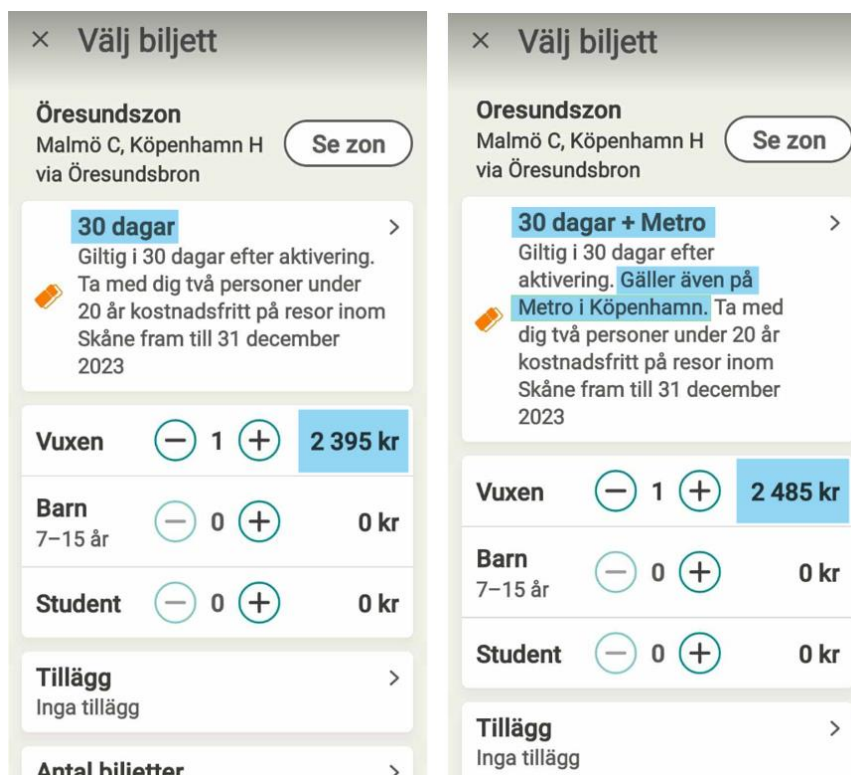 × Välj biljett
Öresundszon
Malmö C, Köpenhamn H
via Öresundsbron
Se zon
30 dagar
Giltig i 30 dagar efter aktivering.
Ta med dig två personer under
20 år kostnadsfritt på resor inom
Skåne fram till 31 december
2023
Vuxen 1 2 395 kr
Barn 0 0 kr
7–15 år
Student 0 0 kr
Tillägg
Inga tillägg
Antal biljetter
× Välj biljett
Oresundszon
Malmö C, Köpenhamn H
via Öresundsbron
Se zon
30 dagar + Metro
Giltig i 30 dagar efter
aktivering. Gäller även på
Metro i Köpenhamn. Ta med
dig två personer under 20 år
kostnadsfritt på resor inom
Skåne fram till 31 december
2023
Vuxen 1 2 485 kr
Barn 0 0 kr
7–15 år
Student 0 0 kr
Tillägg
Inga tillägg